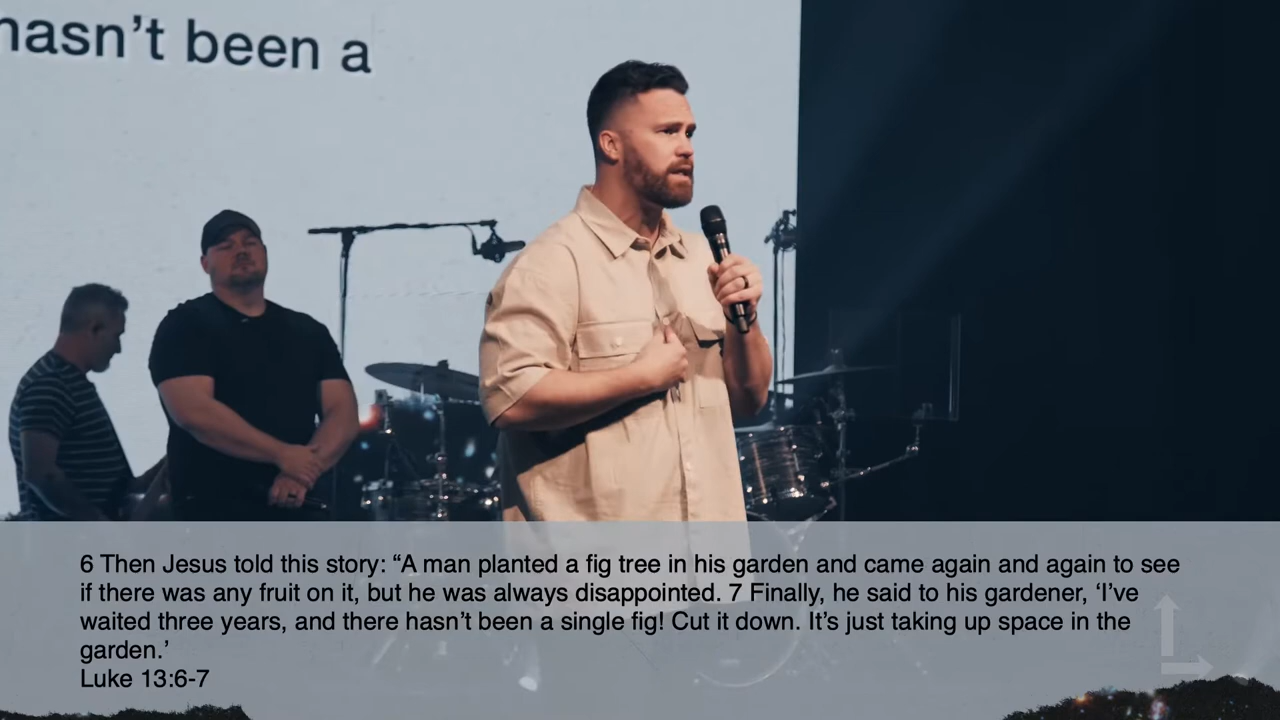 hasn’t been a
6 Then Jesus told this story: “A man planted a fig tree in his garden and came again and again to see
if there was any fruit on it, but he was always disappointed. 7 Finally, he said to his gardener, ‘I’ve
waited three years, and there hasn’t been a single fig! Cut it down. It’s just taking up space in the
garden.’
Luke 13:6-7